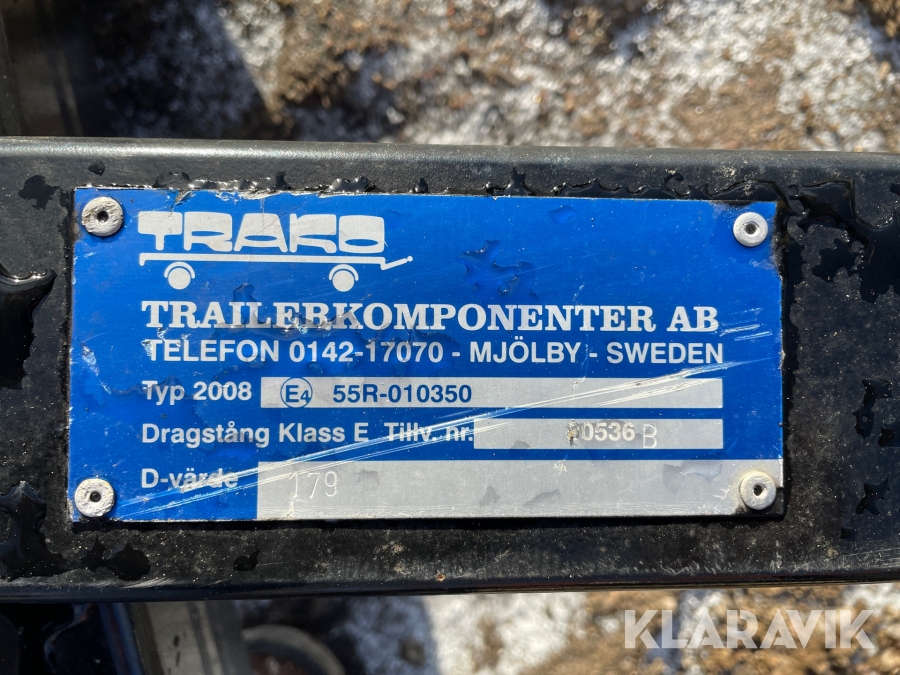 TRAKO
TRAILERKOMPONENTER AB
TELEFON 0142-17070 - MJÖLBY - SWEDEN
Typ 2008 E4 55R-010350
Dragstång Klass E Tillv. nr. B
D-värde 179
KLARAVIK